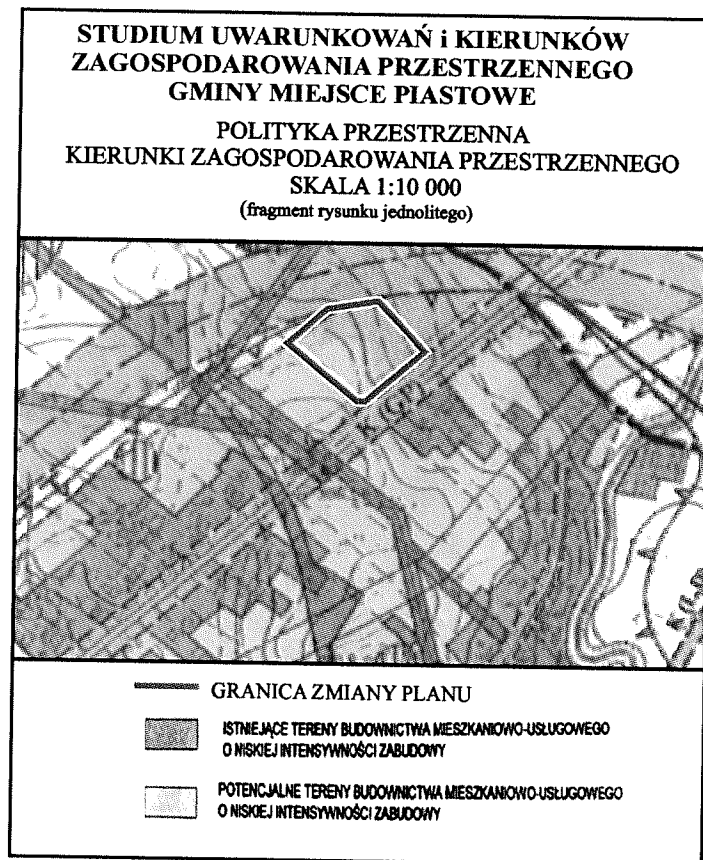 STUDIUM UWARUNKOWAŃ i KIERUNKÓW
ZAGOSPODAROWANIA PRZESTRZENNEGO
GMINY MIEJSCE PIASTOWE
POLITYKA PRZESTRZENNA
KIERUNKI ZAGOSPODAROWANIA PRZESTRZENNEGO
SKALA 1:10 000
(fragment rysunku jednolitego)
K (GP)
GRANICA ZMIANY PLANU
ISTNIEJĄCE TERENY BUDOWNICTWA MIESZKANIOWO-USŁUGOWEGO
O NISKIEJ INTENSYWNOŚCI ZABUDOWY
POTENCJALNE TERENY BUDOWNICTWA MIESZKANIOWO-USŁUGOWEGO
O NISKIEJ INTENSYWNOŚCI ZABUDOWY